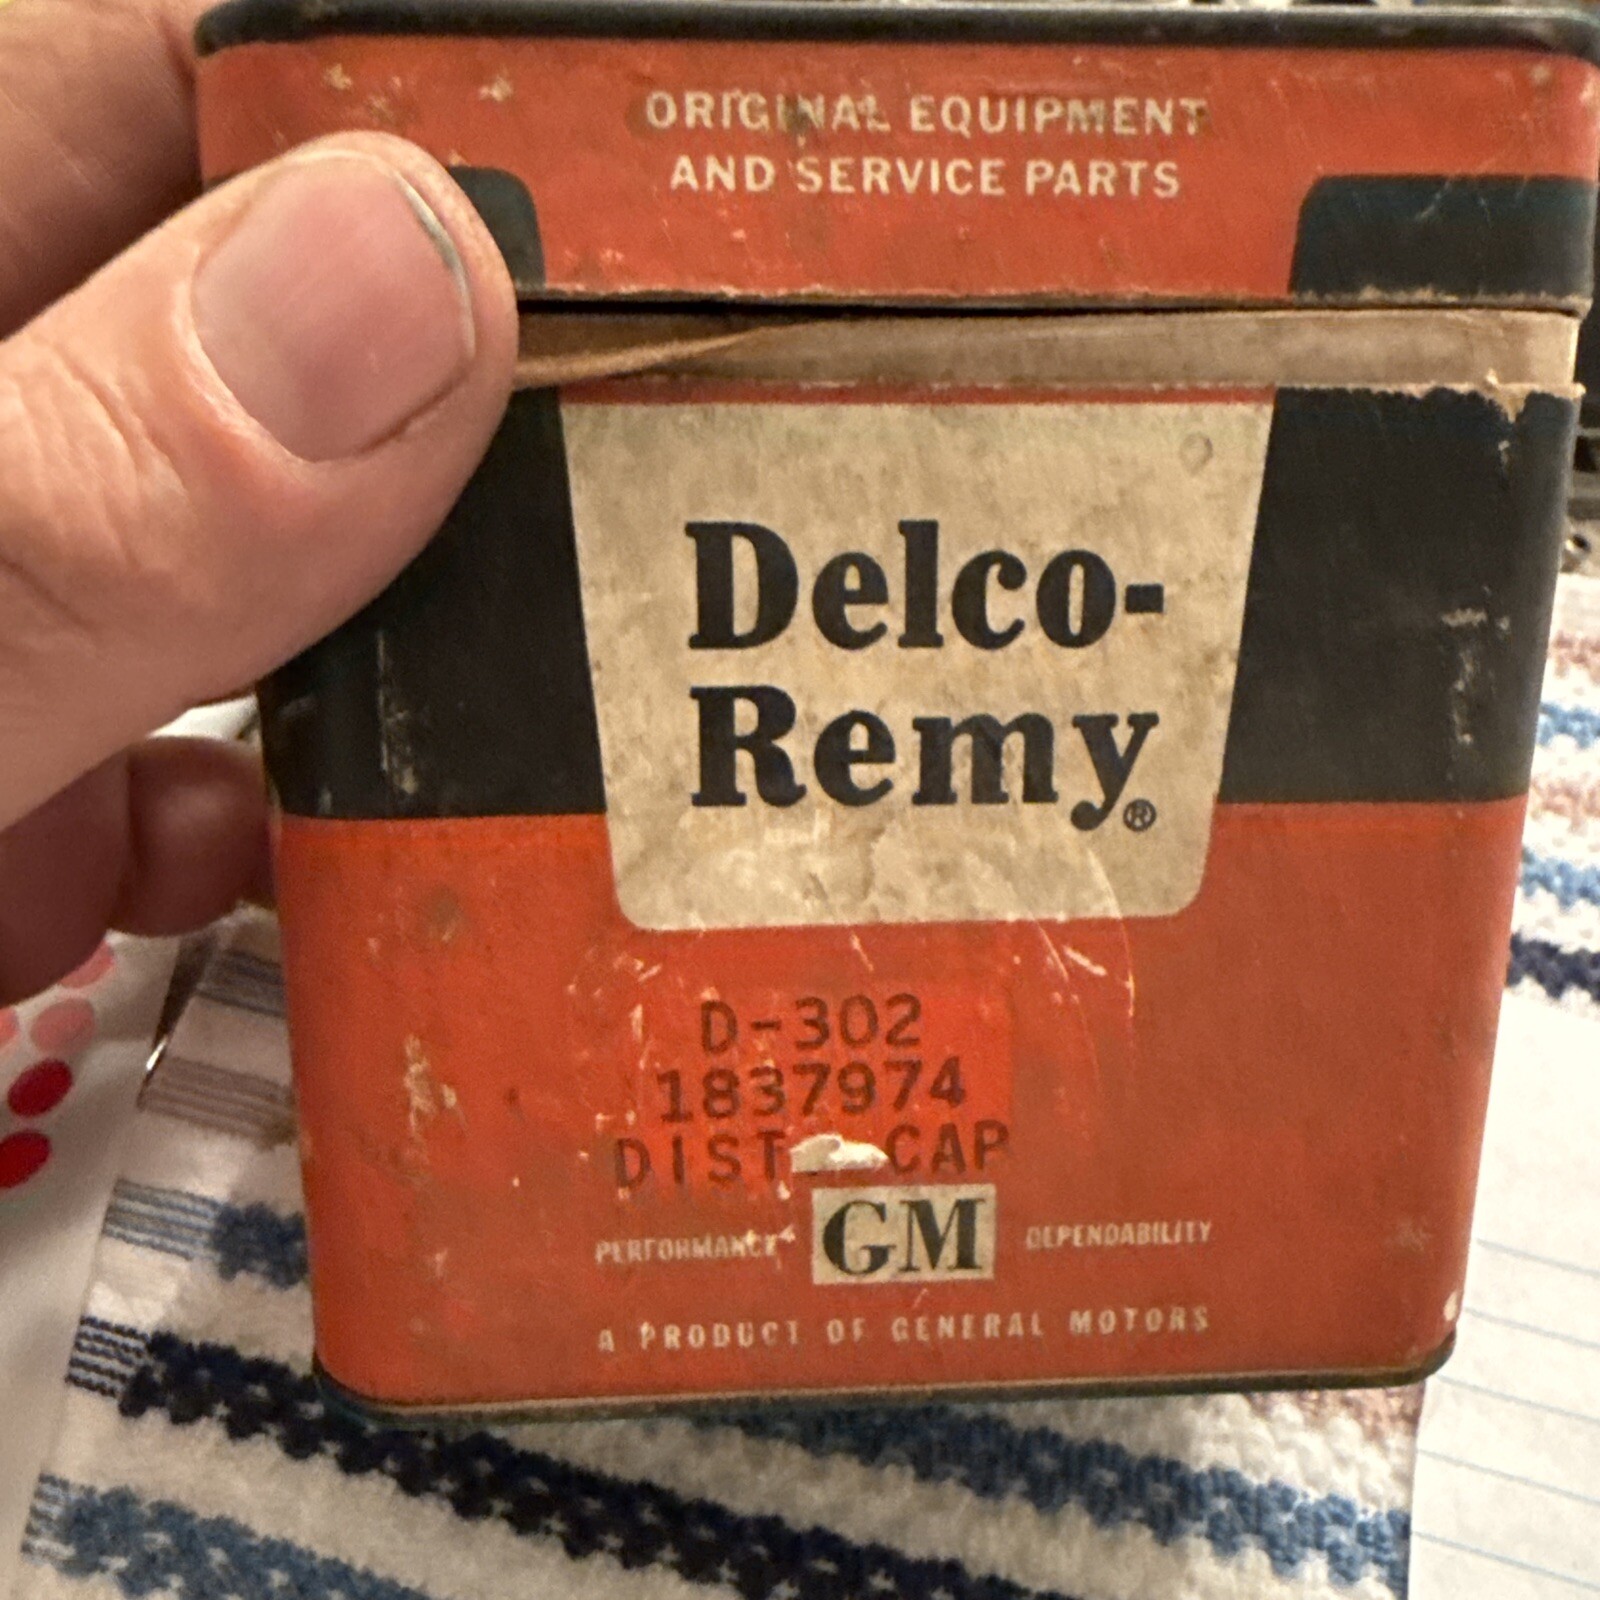 ORIGINAL EQUIPMENT
AND SERVICE PARTS
Delco-
Remy®
D-302
1837974
DIST. CAP
PERFORMANCE GM DEPENDABILITY
A PRODUCT OF GENERAL MOTORS